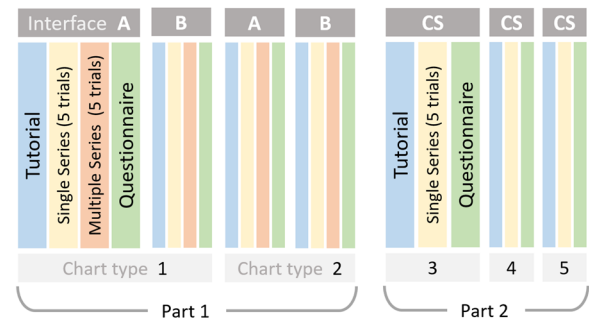 Interface A
B
A
B
CS
CS
CS
Tutorial
Single Series (5 trials)
Multiple Series (5 trials)
Questionnaire
Tutorial
Single Series (5 trials)
Questionnaire
Chart type 1
Chart type 2
3
4
5
Part 1
Part 2